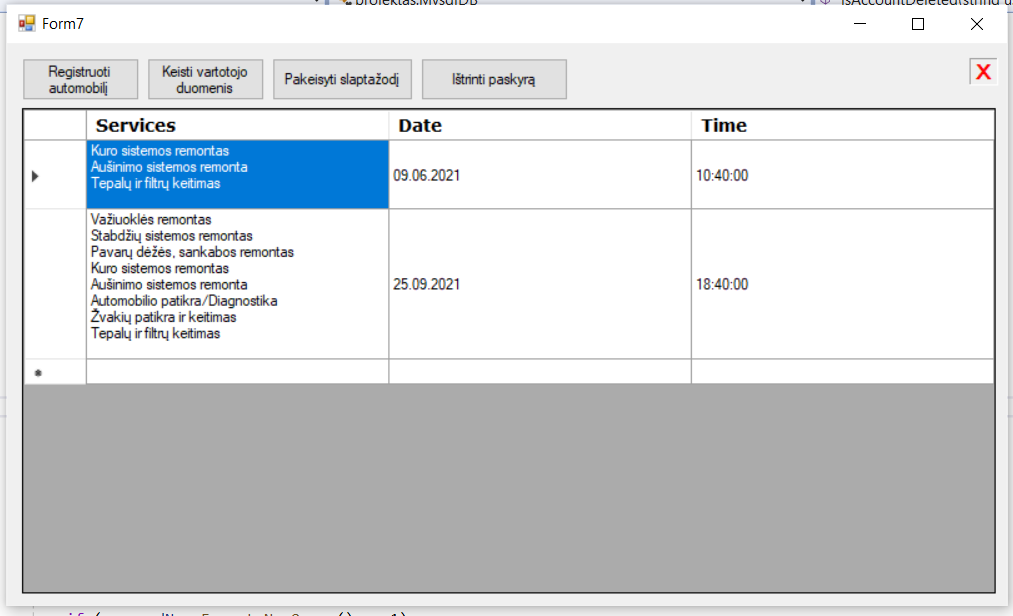 projektas.MysqlDB
Form7
Registruoti
automobilį
Keisti vartotojo
duomenis
Pakeisyti slaptažodį
Ištrinti paskyrą
X
Services
Date
Time
Kuro sistemos remontas
Aušinimo sistemos remonta
Tepalų ir filtrų keitimas
09.06.2021
10:40:00
Važiuoklės remontas
Stabdžių sistemos remontas
Pavarų dėžės, sankabos remontas
Kuro sistemos remontas
Aušinimo sistemos remonta
Automobilio patikra/Diagnostika
Žvakių patikra ir keitimas
Tepalų ir filtrų keitimas
25.09.2021
18:40:00